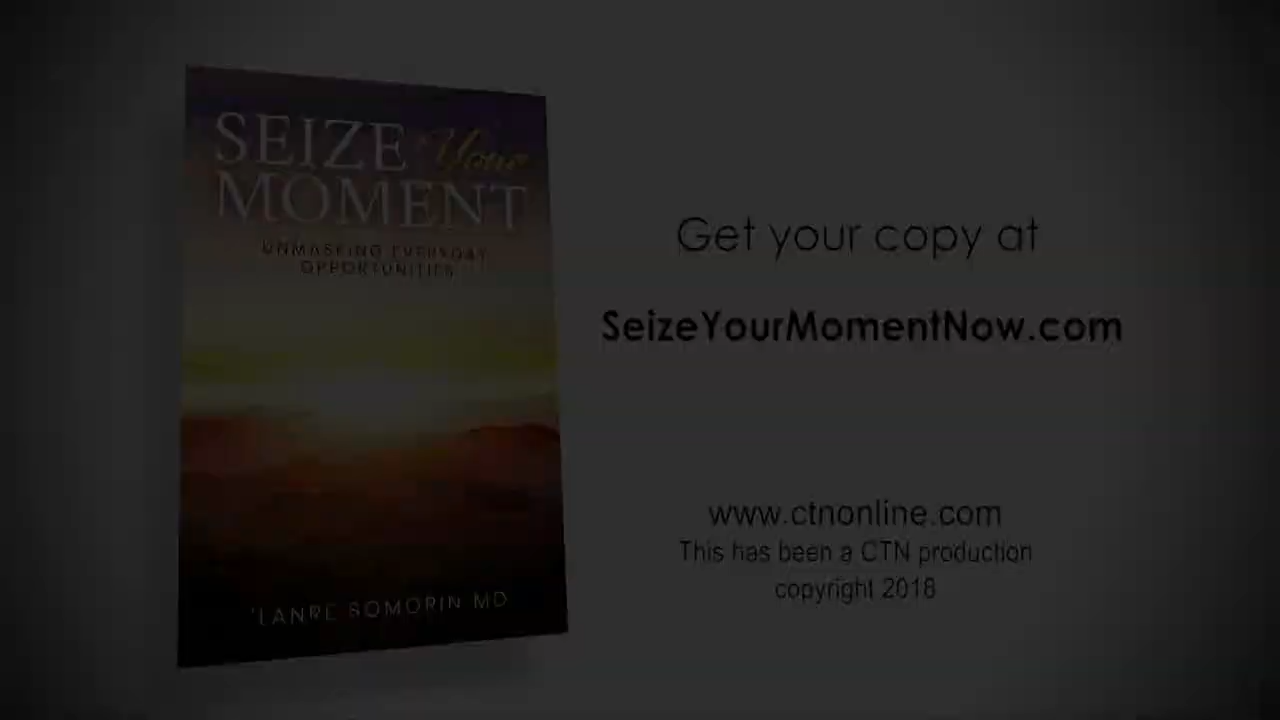 SEIZE Your
MOMENT
UNMASKING EVERYDAY
OPPORTUNITIES
'LANRE SOMORIN MD
Get your copy at
SeizeYourMomentNow.com
www.ctnonline.com
This has been a CTN production
copyright 2018